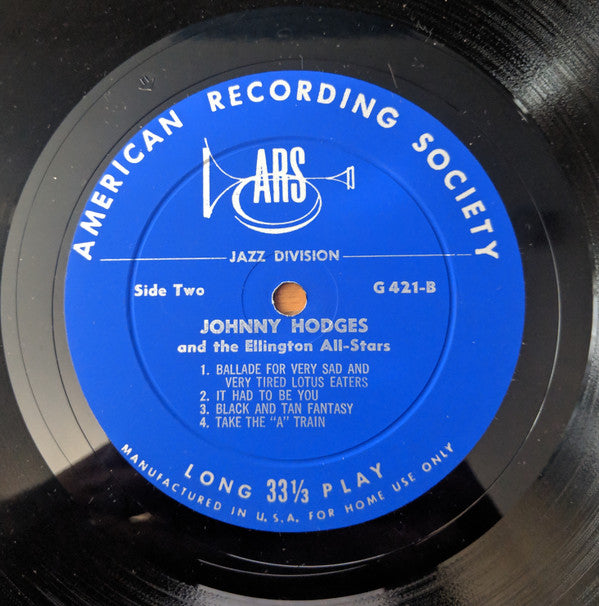 AMERICAN RECORDING SOCIETY
ARS
JAZZ DIVISION
Side Two
G 421-B
JOHNNY HODGES
and the Ellington All-Stars
1. BALLADE FOR VERY SAD AND
VERY TIRED LOTUS EATERS
2. IT HAD TO BE YOU
3. BLACK AND TAN FANTASY
4. TAKE THE "A" TRAIN
LONG 33⅓ PLAY
MANUFACTURED IN U.S.A. FOR HOME USE ONLY